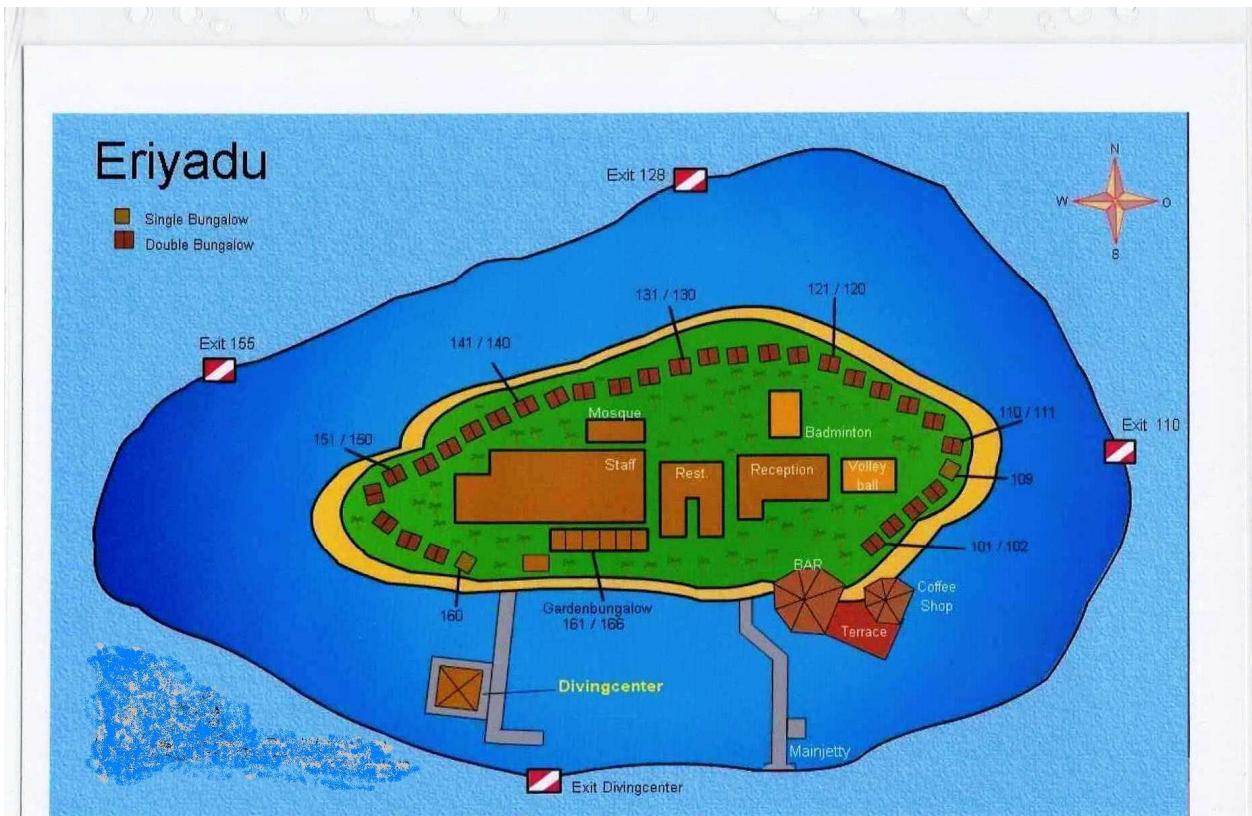 Eriyadu
Single Bungalow
Double Bungalow
Exit 128
N
W
O
S
131 / 130
121 / 120
Exit 155
141 / 140
Mosque
Badminton
110 / 111
Exit 110
151 / 150
Staff
Rest.
Reception
Volley
ball
109
101 / 102
BAR
Coffee
Shop
Terrace
160
Gardenbungalow
161 / 166
Divingcenter
Mainjetty
Exit Divingcenter